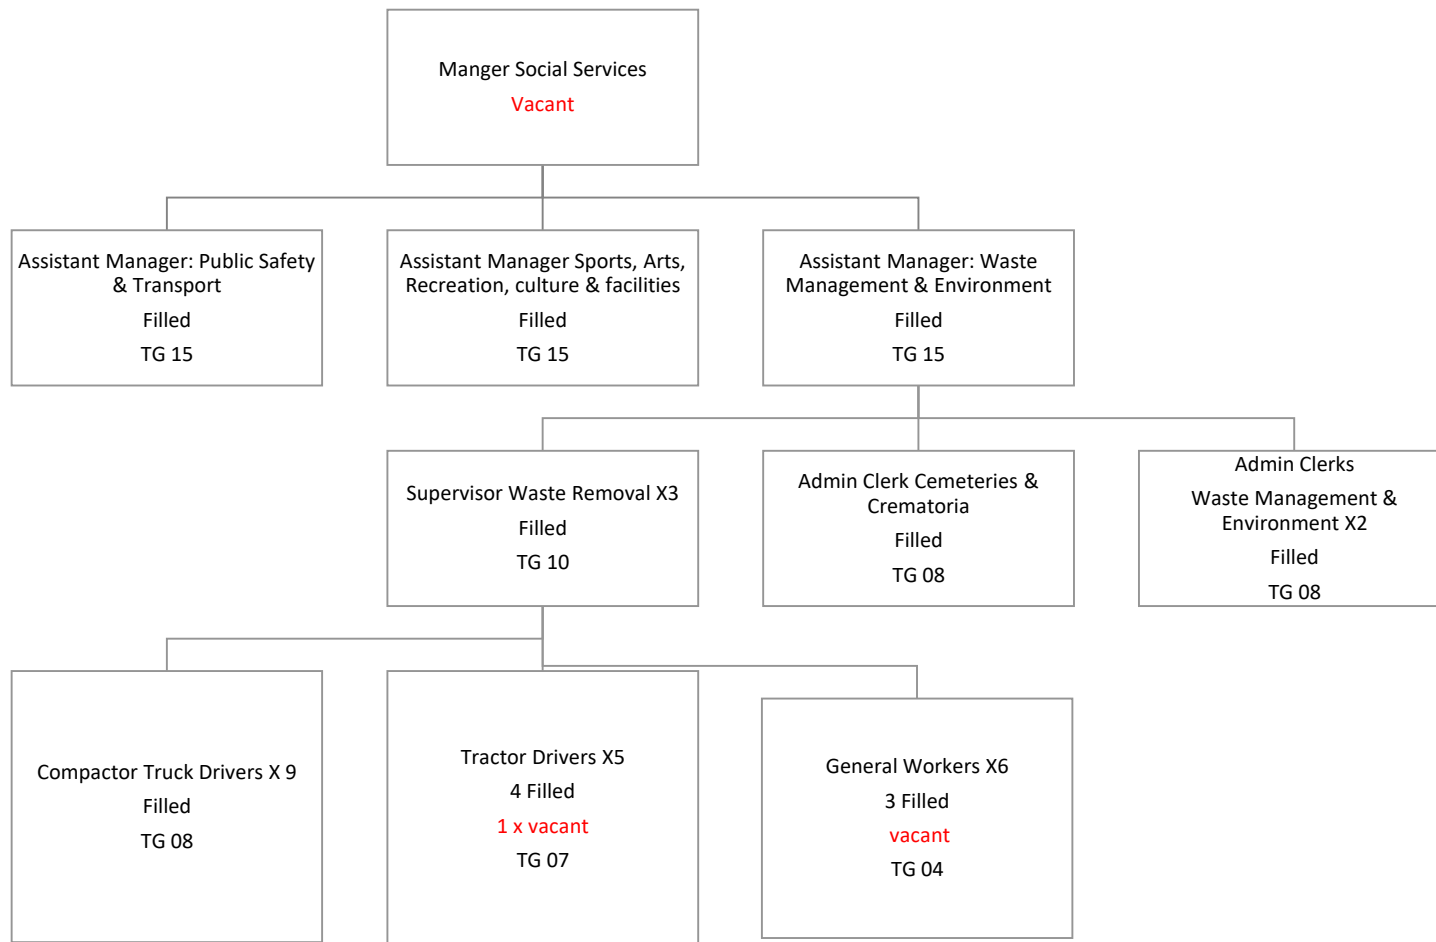 Manger Social Services
Vacant
Assistant Manager: Public Safety
& Transport
Filled
TG 15
Assistant Manager Sports, Arts,
Recreation, culture & facilities
Filled
TG 15
Assistant Manager: Waste
Management & Environment
Filled
TG 15
Supervisor Waste Removal X3
Filled
TG 10
Admin Clerk Cemeteries &
Crematoria
Filled
TG 08
Admin Clerks
Waste Management &
Environment X2
Filled
TG 08
Compactor Truck Drivers X 9
Filled
TG 08
Tractor Drivers X5
4 Filled
1 x vacant
TG 07
General Workers X6
3 Filled
vacant
TG 04